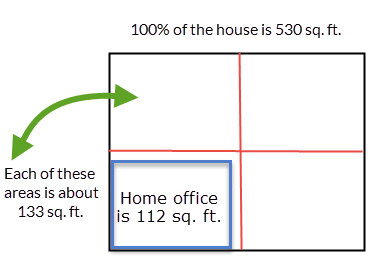 100% of the house is 530 sq. ft.
Each of these
areas is about
133 sq. ft.
Home office
is 112 sq. ft.